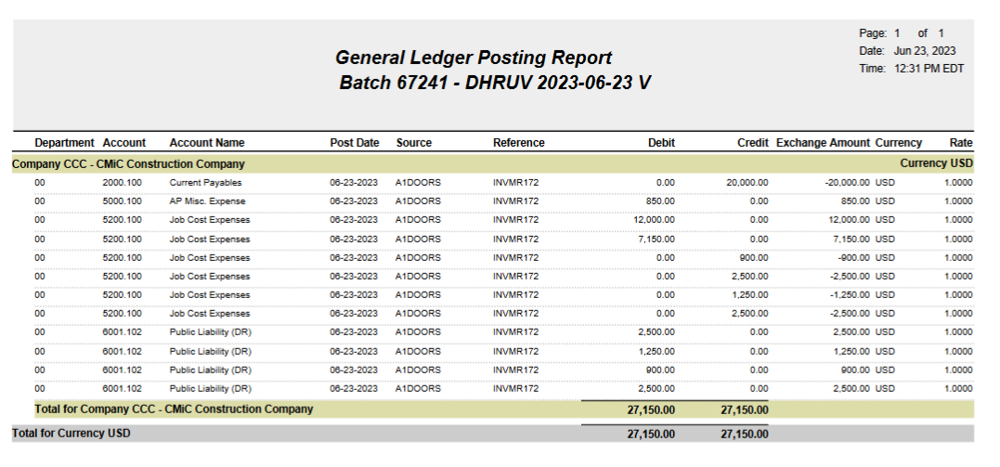 Page: 1 of 1
General Ledger Posting Report
Date: Jun 23, 2023
Time: 12:31 PM EDT
Batch 67241 - DHRUV 2023-06-23 V
Department Account Account Name Post Date Source Reference Debit Credit Exchange Amount Currency Rate
Company CCC - CMiC Construction Company Currency USD
00 2000.100 Current Payables 06-23-2023 A1DOORS INVMR172 0.00 20,000.00 -20,000.00 USD 1.0000
00 5000.100 AP Misc. Expense 06-23-2023 A1DOORS INVMR172 850.00 0.00 850.00 USD 1.0000
00 5200.100 Job Cost Expenses 06-23-2023 A1DOORS INVMR172 12,000.00 0.00 12,000.00 USD 1.0000
00 5200.100 Job Cost Expenses 06-23-2023 A1DOORS INVMR172 7,150.00 0.00 7,150.00 USD 1.0000
00 5200.100 Job Cost Expenses 06-23-2023 A1DOORS INVMR172 0.00 900.00 -900.00 USD 1.0000
00 5200.100 Job Cost Expenses 06-23-2023 A1DOORS INVMR172 0.00 2,500.00 -2,500.00 USD 1.0000
00 5200.100 Job Cost Expenses 06-23-2023 A1DOORS INVMR172 0.00 1,250.00 -1,250.00 USD 1.0000
00 5200.100 Job Cost Expenses 06-23-2023 A1DOORS INVMR172 0.00 2,500.00 -2,500.00 USD 1.0000
00 6001.102 Public Liability (DR) 06-23-2023 A1DOORS INVMR172 2,500.00 0.00 2,500.00 USD 1.0000
00 6001.102 Public Liability (DR) 06-23-2023 A1DOORS INVMR172 1,250.00 0.00 1,250.00 USD 1.0000
00 6001.102 Public Liability (DR) 06-23-2023 A1DOORS INVMR172 900.00 0.00 900.00 USD 1.0000
00 6001.102 Public Liability (DR) 06-23-2023 A1DOORS INVMR172 2,500.00 0.00 2,500.00 USD 1.0000
Total for Company CCC - CMiC Construction Company 27,150.00 27,150.00
Total for Currency USD 27,150.00 27,150.00